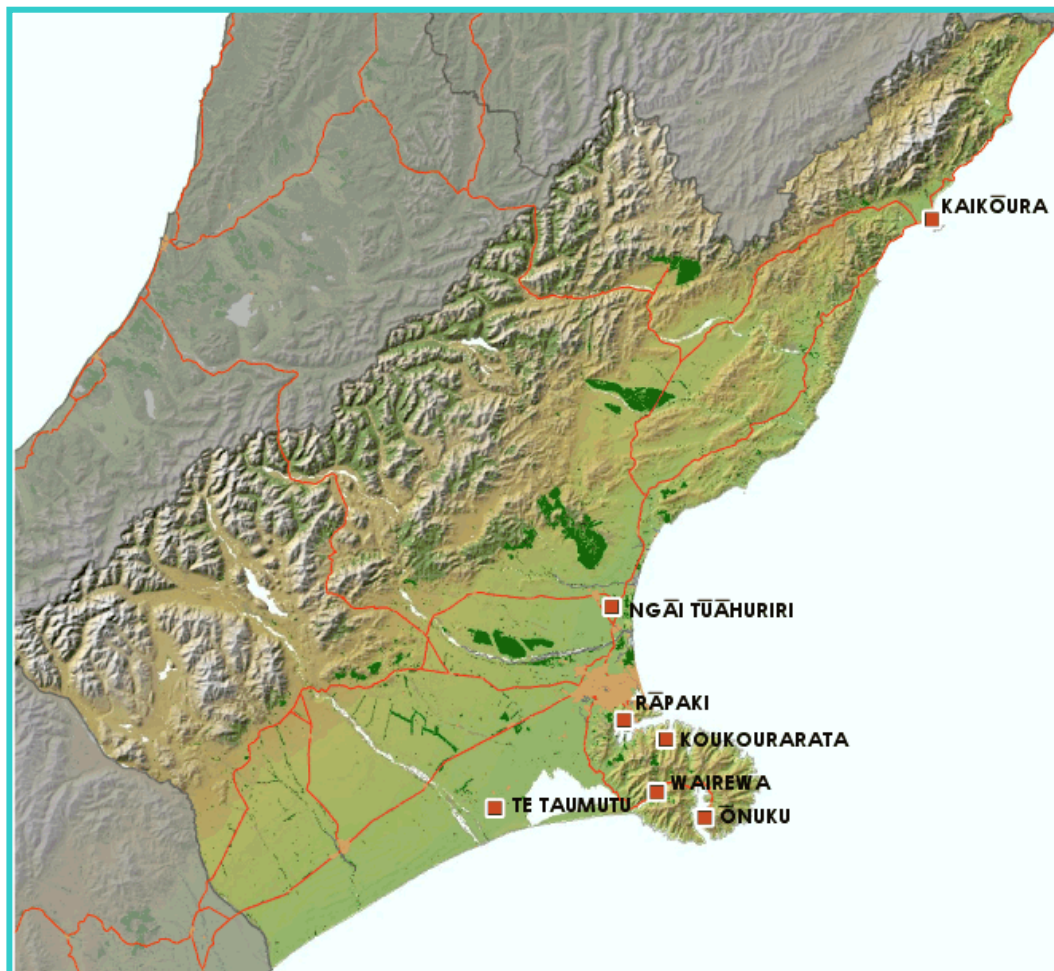 KAIKŌURA
NGĀI TŪĀHURIRI
RĀPAKI
KOUKOURARATA
WAIREWA
TE TAUMUTU
ŌNUKU